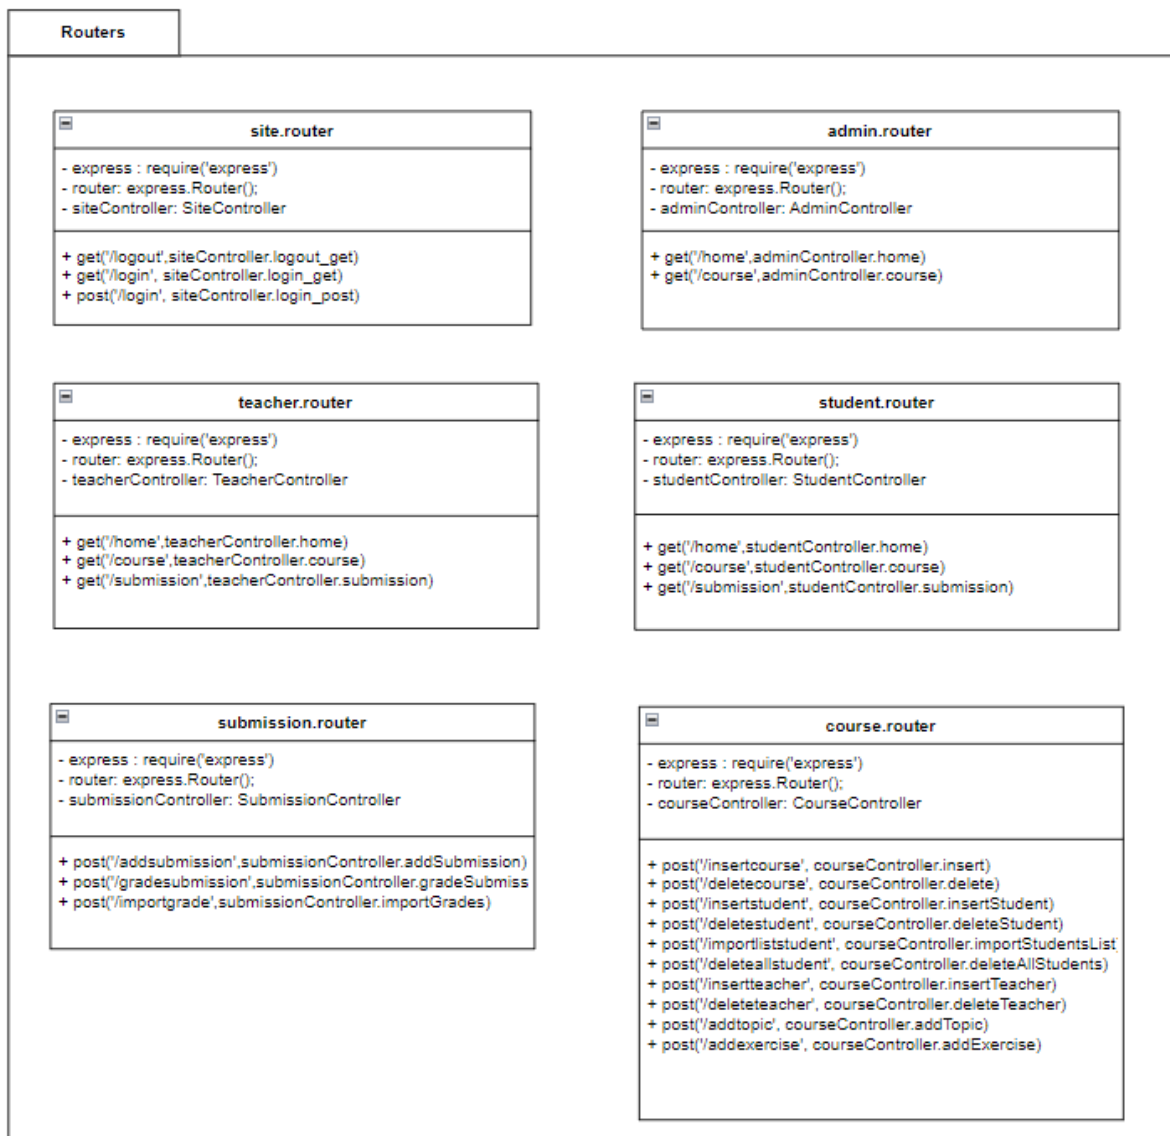 Routers
site.router
- express : require('express')
- router: express.Router();
- siteController: SiteController
+ get('/logout',siteController.logout_get)
+ get('/login', siteController.login_get)
+ post('/login', siteController.login_post)
admin.router
- express : require('express')
- router: express.Router();
- adminController: AdminController
+ get('/home',adminController.home)
+ get('/course',adminController.course)
teacher.router
- express : require('express')
- router: express.Router();
- teacherController: TeacherController
+ get('/home',teacherController.home)
+ get('/course',teacherController.course)
+ get('/submission',teacherController.submission)
student.router
- express : require('express')
- router: express.Router();
- studentController: StudentController
+ get('/home',studentController.home)
+ get('/course',studentController.course)
+ get('/submission',studentController.submission)
submission.router
- express : require('express')
- router: express.Router();
- submissionController: SubmissionController
+ post('/addsubmission',submissionController.addSubmission)
+ post('/gradesubmission',submissionController.gradeSubmiss
+ post('/importgrade',submissionController.importGrades)
course.router
- express : require('express')
- router: express.Router();
- courseController: CourseController
+ post('/insertcourse', courseController.insert)
+ post('/deletecourse', courseController.delete)
+ post('/insertstudent', courseController.insertStudent)
+ post('/deletestudent', courseController.deleteStudent)
+ post('/importliststudent', courseController.importStudentsList)
+ post('/deleteallstudent', courseController.deleteAllStudents)
+ post('/insertteacher', courseController.insertTeacher)
+ post('/deleteteacher', courseController.deleteTeacher)
+ post('/addtopic', courseController.addTopic)
+ post('/addexercise', courseController.addExercise)